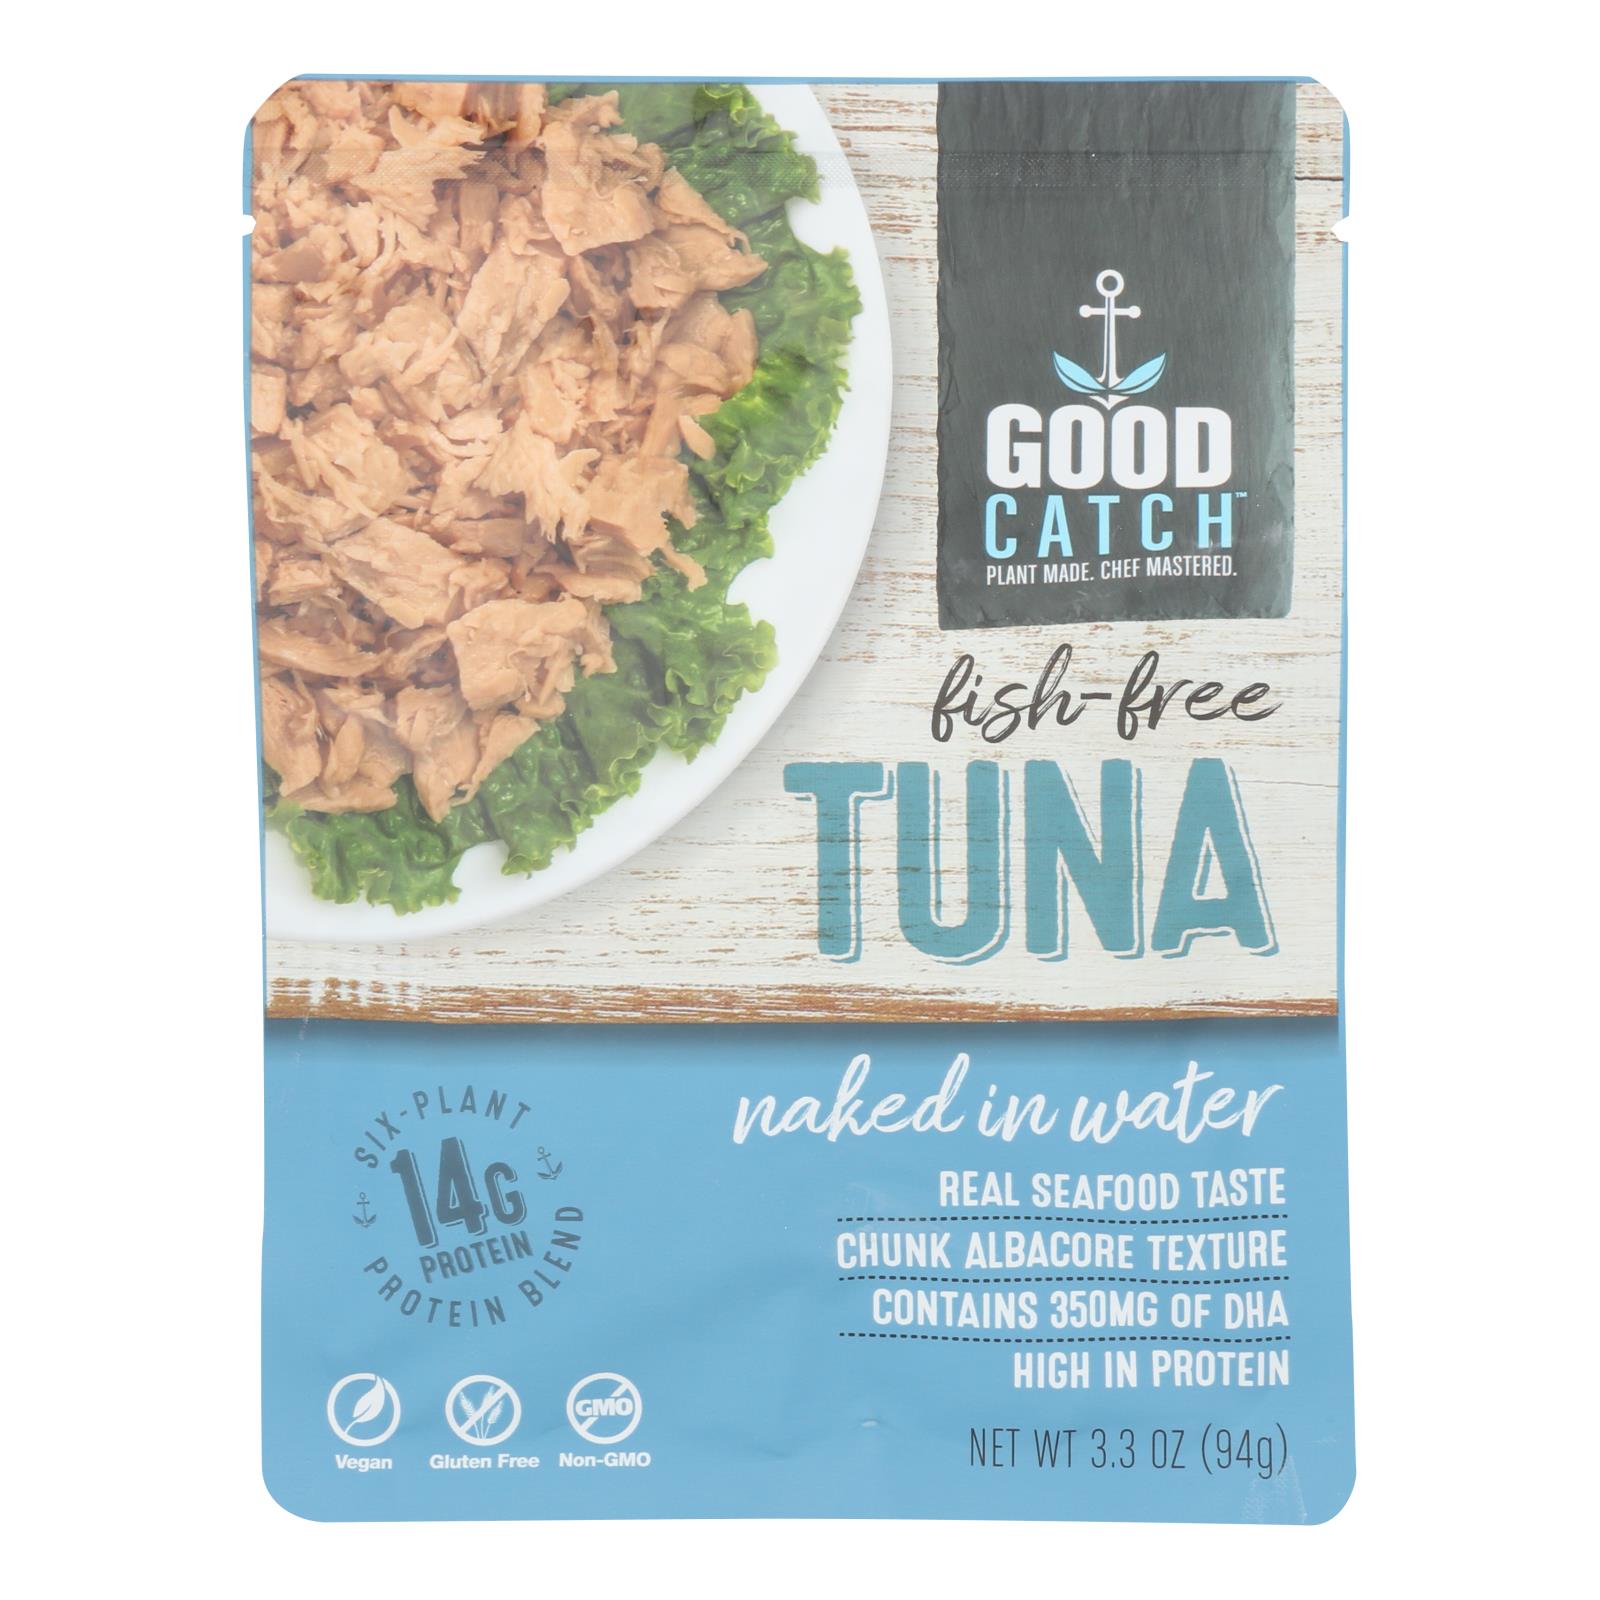 GOOD
CATCH™
PLANT MADE. CHEF MASTERED.
fish-free
TUNA
naked in water
REAL SEAFOOD TASTE
CHUNK ALBACORE TEXTURE
CONTAINS 350MG OF DHA
HIGH IN PROTEIN
NET WT 3.3 OZ (94g)
SIX-PLANT
14G
PROTEIN
PROTEIN BLEND
Vegan
Gluten Free
GMO
Non-GMO